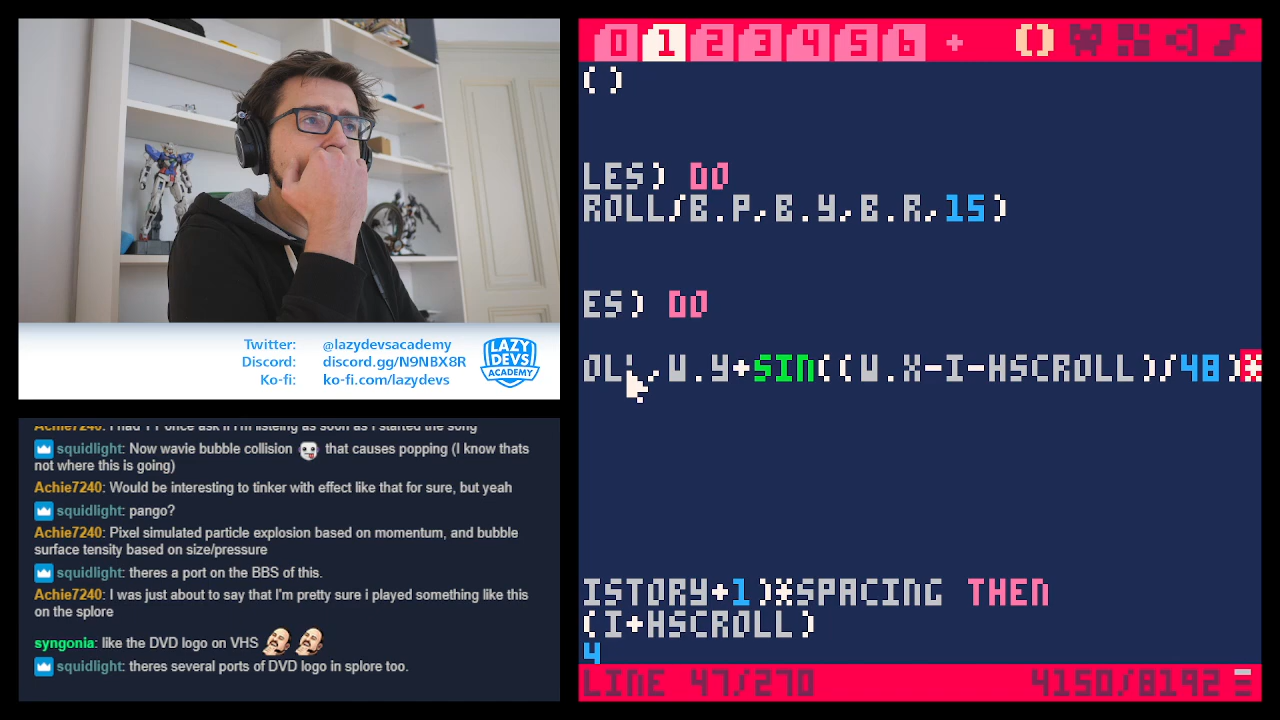 Twitter: @lazydevsacademy
Discord: discord.gg/N9NBX8R
Ko-fi: ko-fi.com/lazydevs
LAZY
DEVS
ACADEMY
squidlight: Now wavie bubble collision that causes popping (I know thats
not where this is going)
Achie7240: Would be interesting to tinker with effect like that for sure, but yeah
squidlight: pango?
Achie7240: Pixel simulated particle explosion based on momentum, and bubble
surface tensity based on size/pressure
squidlight: theres a port on the BBS of this.
Achie7240: I was just about to say that I'm pretty sure i played something like this
on the splore
syngonia: like the DVD logo on VHS
squidlight: theres several ports of DVD logo in splore too.
0 1 2 3 4 5 6 + ()
()
LES) DO
ROLL/B.P,B.Y,B.R,15)
ES) DO
,W.Y+SIN((W.X-I-HSCROLL)/48)*
ISTORY+1)*SPACING THEN
(I+HSCROLL)
4
LINE 47/270 4150/8192